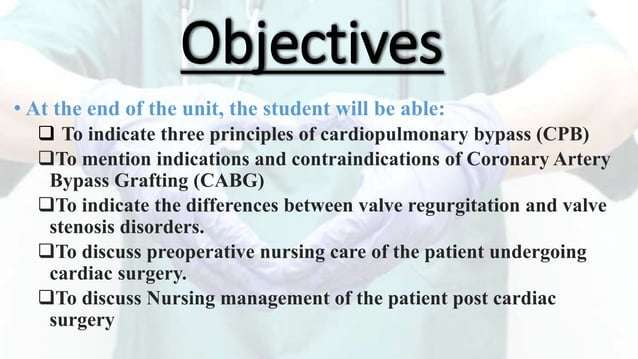 Objectives
• At the end of the unit, the student will be able:
❑ To indicate three principles of cardiopulmonary bypass (CPB)
❑To mention indications and contraindications of Coronary Artery
Bypass Grafting (CABG)
❑To indicate the differences between valve regurgitation and valve
stenosis disorders.
❑To discuss preoperative nursing care of the patient undergoing
cardiac surgery.
❑To discuss Nursing management of the patient post cardiac
surgery